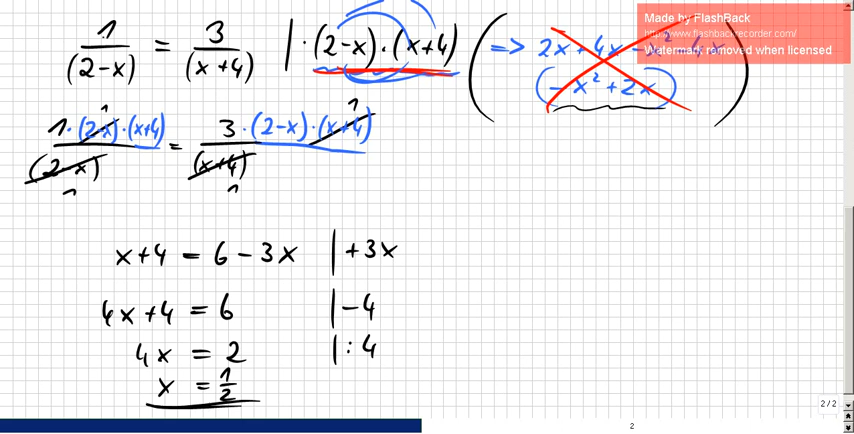 Made by FlashBack
http://www.flashbackrecorder.com/
Watermark removed when licensed
1/(2-x) = 3/(x+4) | · (2-x) · (x+4)
(=> 2x + 4x
-x² + 2x)
1 · (2-x) · (x+4)/(2-x) = 3 · (2-x) · (x+4)/(x+4)
1 1
1 1
x+4 = 6 - 3x | +3x
4x+4 = 6 | -4
4x = 2 | : 4
x = 1/2
2 / 2
2